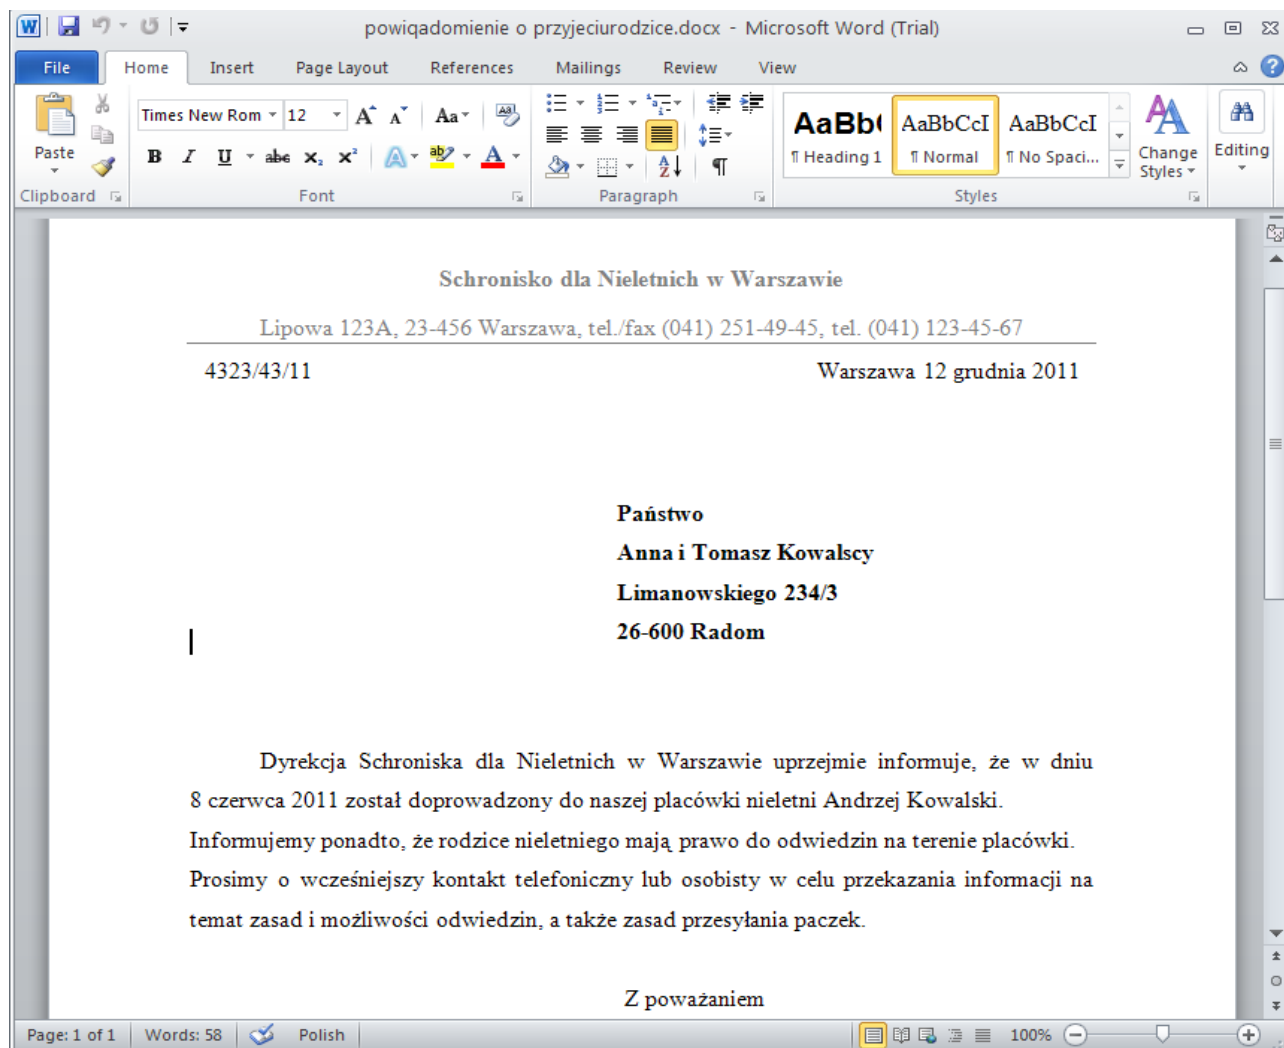 powiqadomienie o przyjeciurodzice.docx - Microsoft Word (Trial)
File Home Insert Page Layout References Mailings Review View
Times New Rom 12
Paste
AaBb( AaBbCcI AaBbCcI
¶ Heading 1 ¶ Normal ¶ No Spaci...
Change Styles
Editing
Clipboard Font Paragraph Styles
Schronisko dla Nieletnich w Warszawie
Lipowa 123A, 23-456 Warszawa, tel./fax (041) 251-49-45, tel. (041) 123-45-67
4323/43/11 Warszawa 12 grudnia 2011
Państwo
Anna i Tomasz Kowalscy
Limanowskiego 234/3
26-600 Radom
Dyrekcja Schroniska dla Nieletnich w Warszawie uprzejmie informuje, że w dniu
8 czerwca 2011 został doprowadzony do naszej placówki nieletni Andrzej Kowalski.
Informujemy ponadto, że rodzice nieletniego mają prawo do odwiedzin na terenie placówki.
Prosimy o wcześniejszy kontakt telefoniczny lub osobisty w celu przekazania informacji na
temat zasad i możliwości odwiedzin, a także zasad przesyłania paczek.
Z poważaniem
Page: 1 of 1 Words: 58 Polish 100%